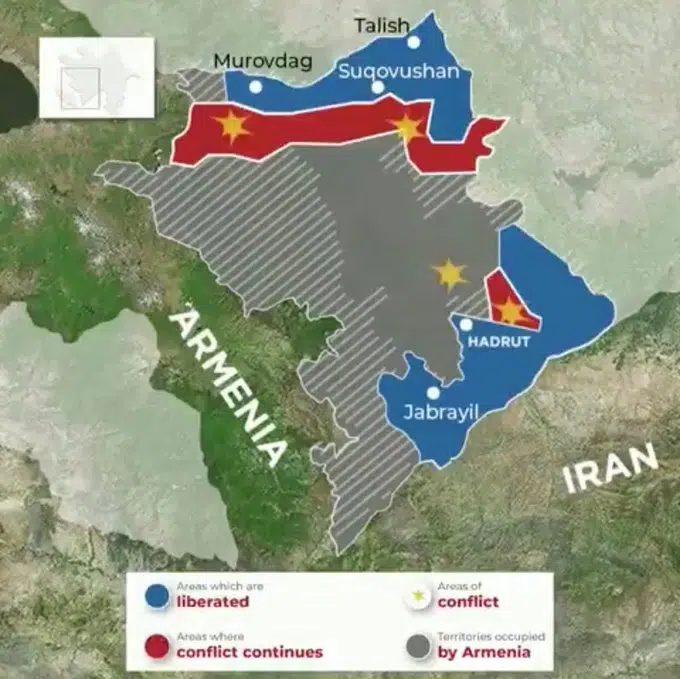 Talish
Murovdag
Suqovushan
HADRUT
Jabrayil
ARMENIA
IRAN
Areas which are
liberated
Areas of
conflict
Areas where
conflict continues
Territories occupied
by Armenia